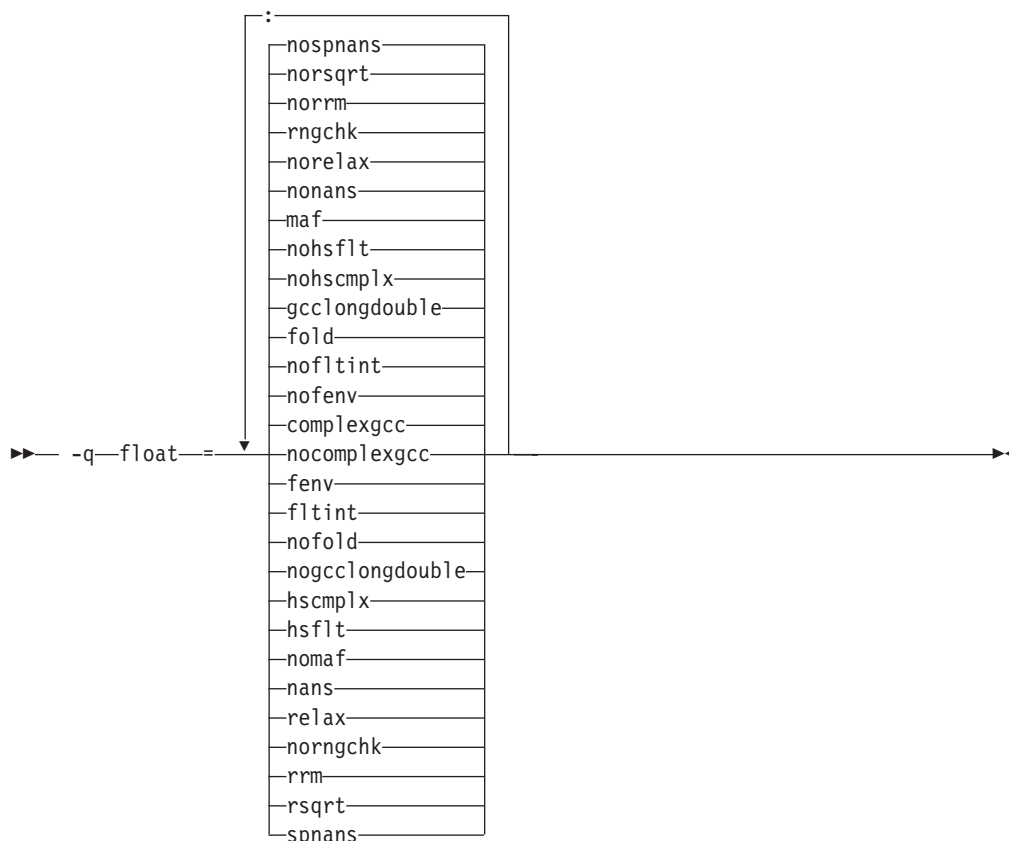 :
nospnans
norsqrt
norrm
rngchk
norelax
nonans
maf
nohsflt
nohscmplx
gcclongdouble
fold
nofltint
nofenv
complexgcc
-q float = nocomplexgcc
fenv
fltint
nofold
nogcclongdouble
hscmplx
hsflt
nomaf
nans
relax
norngchk
rrm
rsqrt
spnans